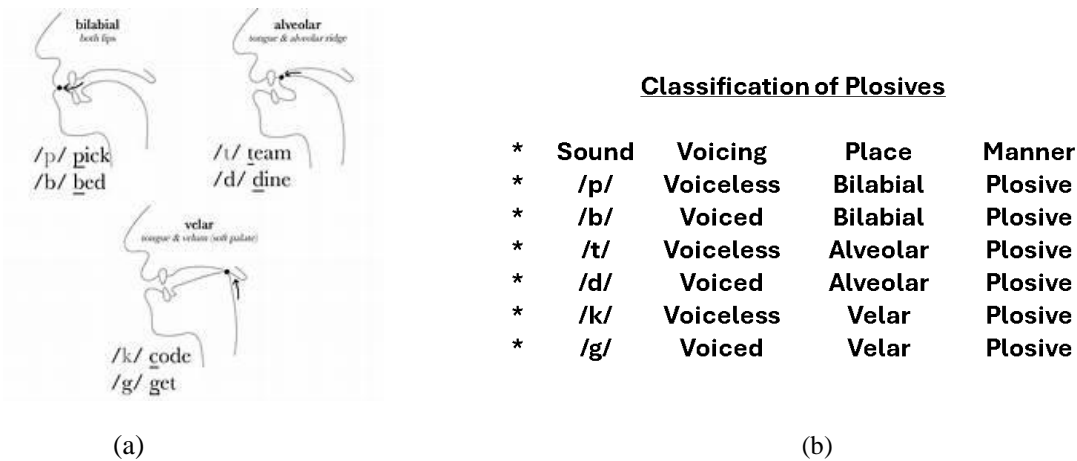 bilabial
both lips
/p/ pick
/b/ bed
alveolar
tongue & alveolar ridge
/t/ team
/d/ dine
velar
tongue & velum (soft palate)
/k/ code
/g/ get
(a)
Classification of Plosives
* Sound Voicing Place Manner
* /p/ Voiceless Bilabial Plosive
* /b/ Voiced Bilabial Plosive
* /t/ Voiceless Alveolar Plosive
* /d/ Voiced Alveolar Plosive
* /k/ Voiceless Velar Plosive
* /g/ Voiced Velar Plosive
(b)